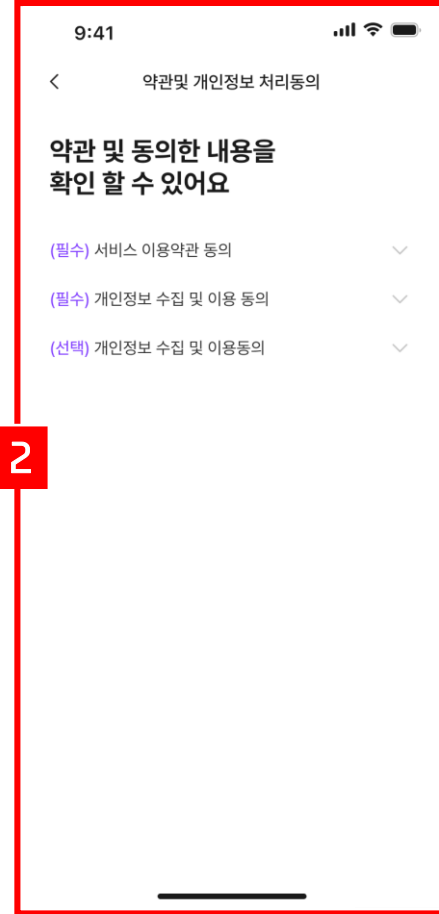 9:41
약관및 개인정보 처리동의
약관 및 동의한 내용을
확인 할 수 있어요
(필수) 서비스 이용약관 동의
(필수) 개인정보 수집 및 이용 동의
(선택) 개인정보 수집 및 이용동의
2